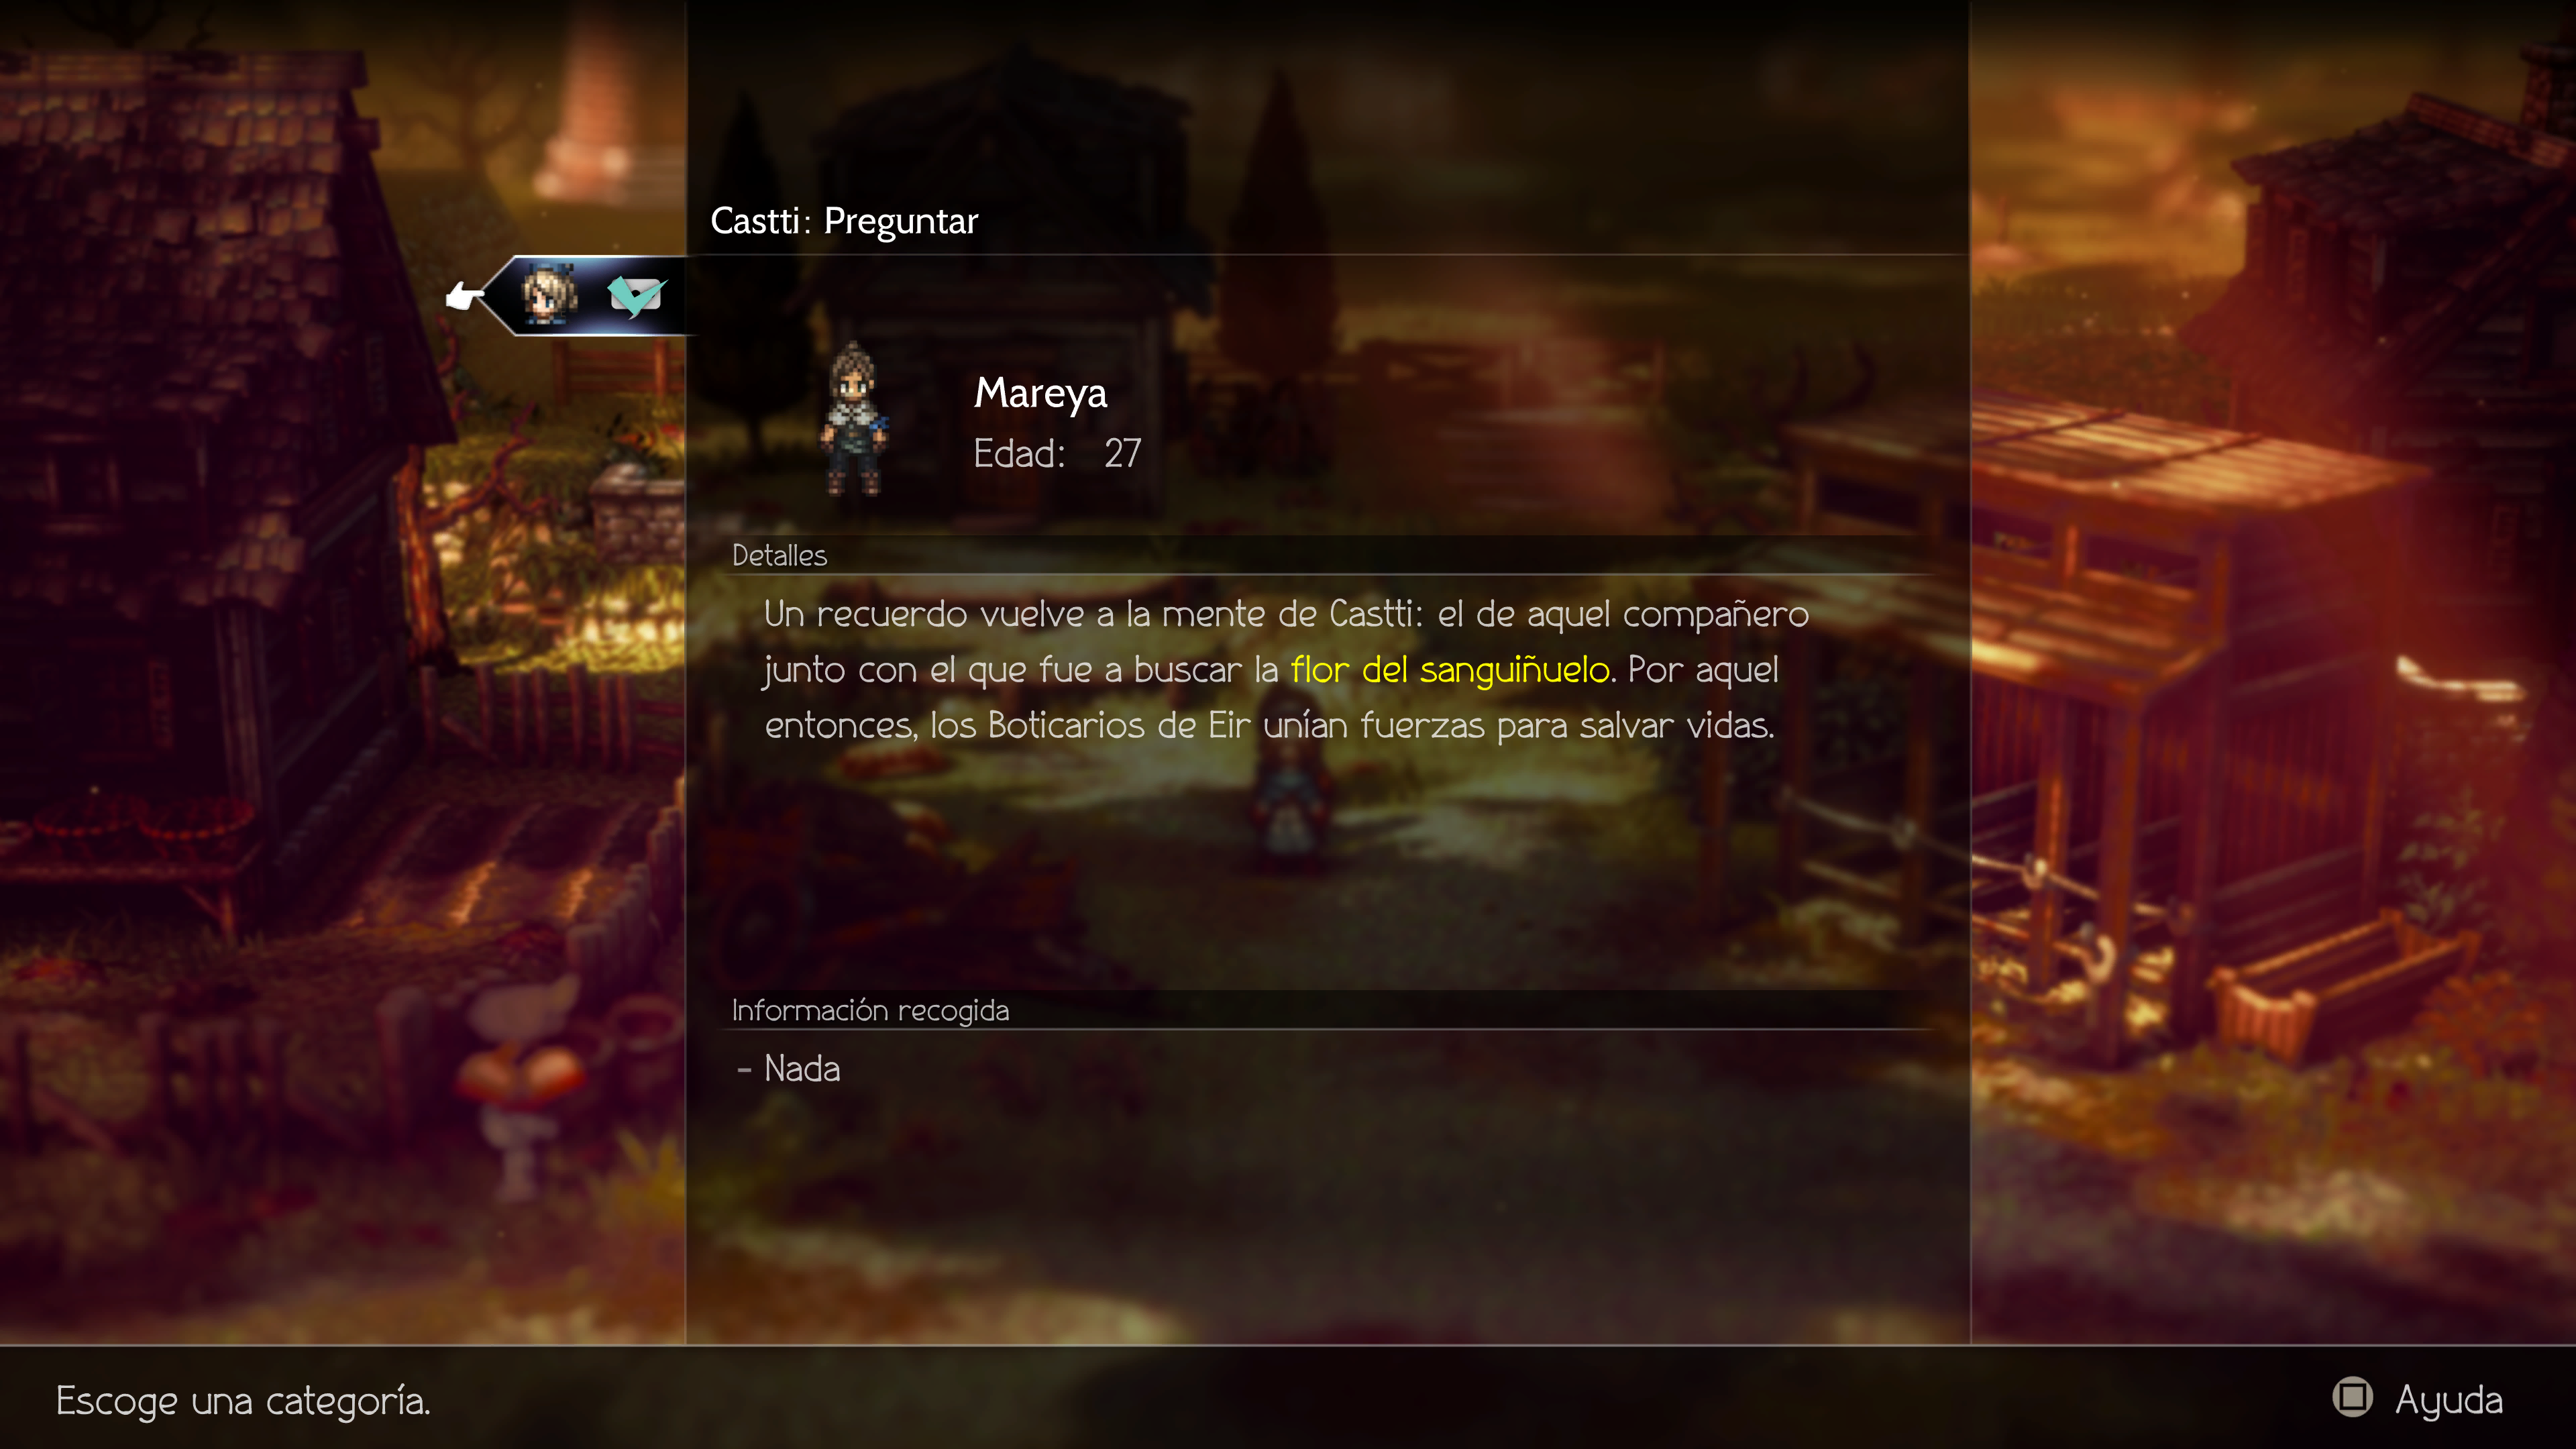 Castti: Preguntar
Mareya
Edad: 27
Detalles
Un recuerdo vuelve a la mente de Castti: el de aquel compañero
junto con el que fue a buscar la flor del sanguiñuelo. Por aquel
entonces, los Boticarios de Eir unían fuerzas para salvar vidas.
Información recogida
- Nada
Escoge una categoría.
Ayuda